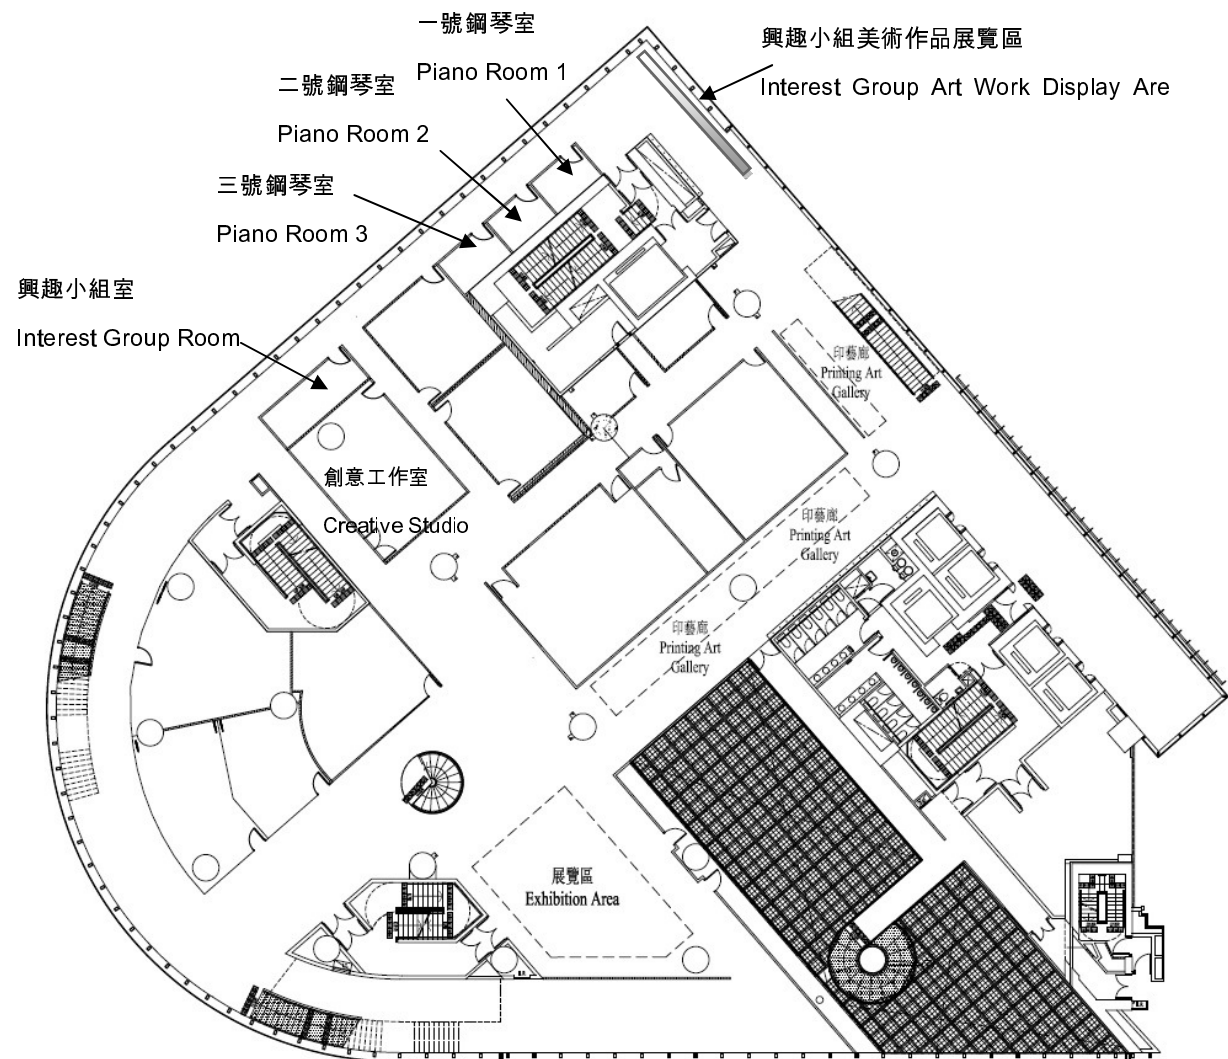 一號鋼琴室
Piano Room 1
興趣小組美術作品展覽區
Interest Group Art Work Display Are
二號鋼琴室
Piano Room 2
三號鋼琴室
Piano Room 3
興趣小組室
Interest Group Room
印藝廊
Printing Art
Gallery
創意工作室
Creative Studio
印藝廊
Printing Art
Gallery
印藝廊
Printing Art
Gallery
展覽區
Exhibition Area